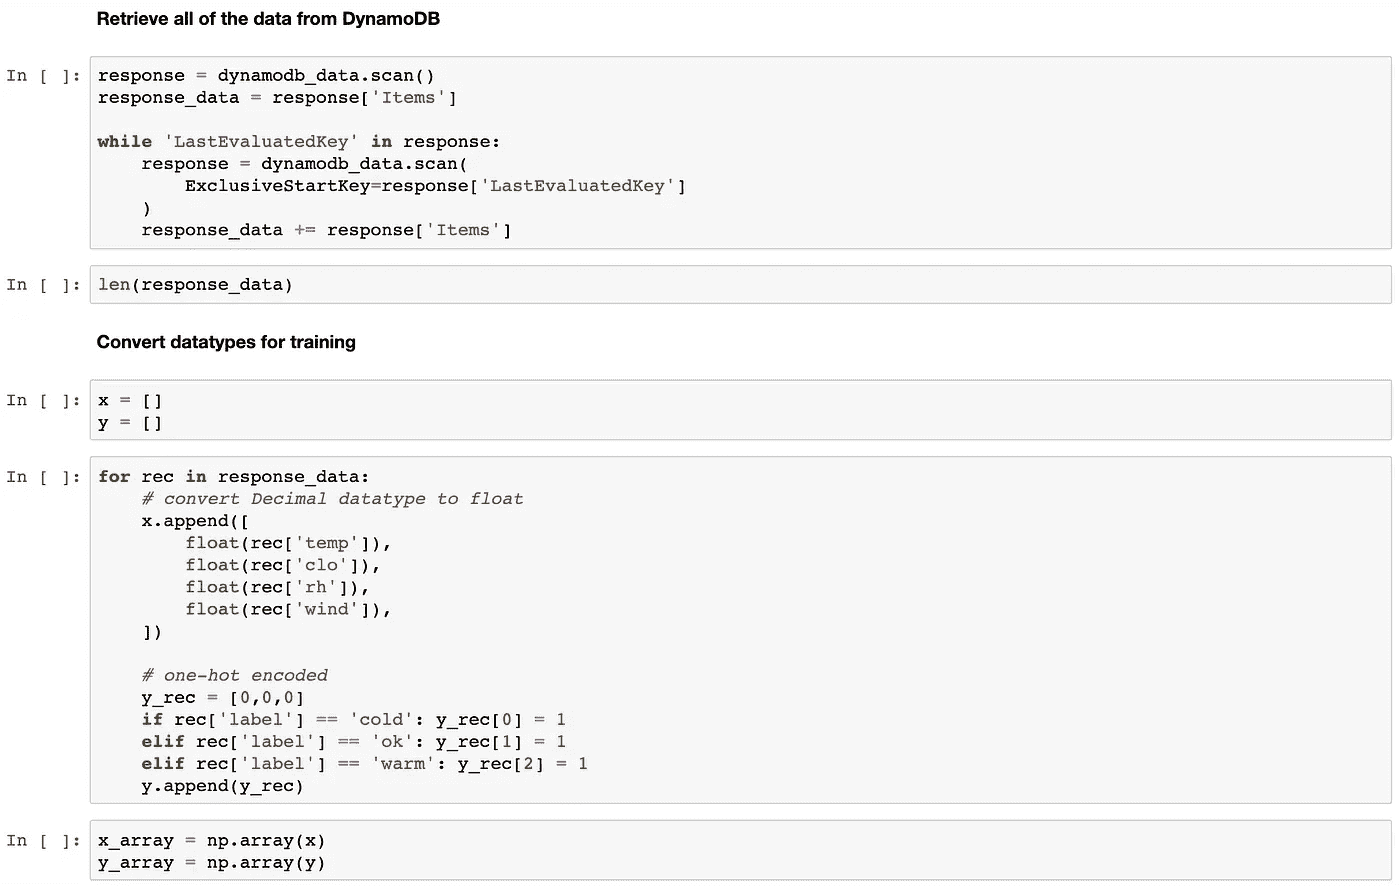 Retrieve all of the data from DynamoDB
In [ ]: response = dynamodb_data.scan()
response_data = response['Items']
while 'LastEvaluatedKey' in response:
    response = dynamodb_data.scan(
        ExclusiveStartKey=response['LastEvaluatedKey']
    )
    response_data += response['Items']
In [ ]: len(response_data)
Convert datatypes for training
In [ ]: x = []
y = []
In [ ]: for rec in response_data:
    # convert Decimal datatype to float
    x.append([
        float(rec['temp']),
        float(rec['clo']),
        float(rec['rh']),
        float(rec['wind']),
    ])
    # one-hot encoded
    y_rec = [0,0,0]
    if rec['label'] == 'cold': y_rec[0] = 1
    elif rec['label'] == 'ok': y_rec[1] = 1
    elif rec['label'] == 'warm': y_rec[2] = 1
    y.append(y_rec)
In [ ]: x_array = np.array(x)
y_array = np.array(y)